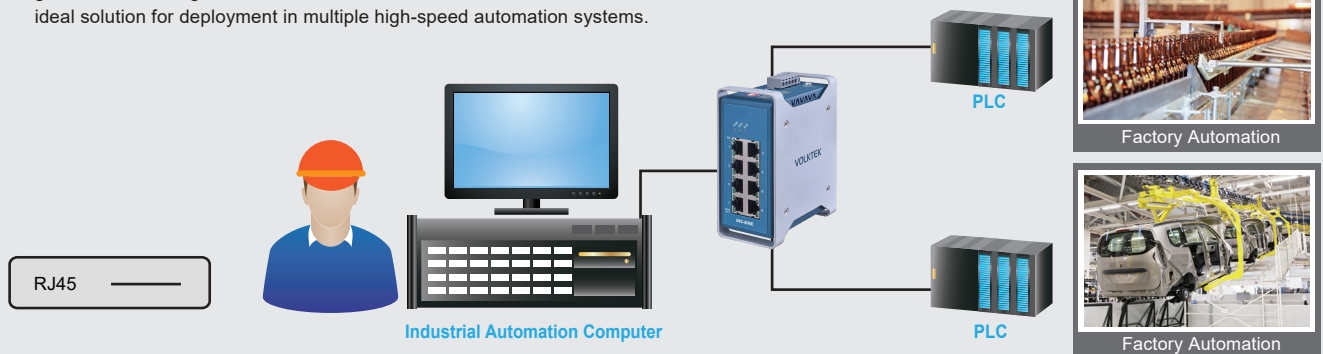 ideal solution for deployment in multiple high-speed automation systems.
PLC
Factory Automation
VOLKTEK
RJ45
Industrial Automation Computer
PLC
Factory Automation